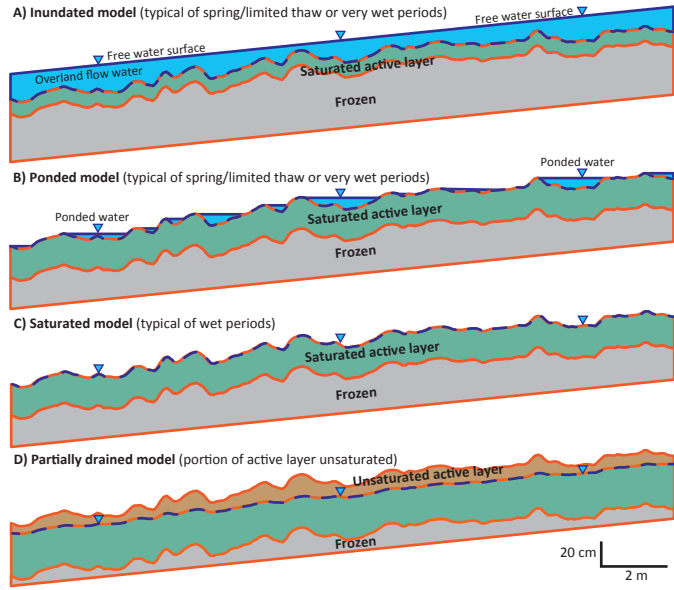 A) Inundated model (typical of spring/limited thaw or very wet periods)
Free water surface
Free water surface
Overland flow water
Saturated active layer
Frozen
B) Ponded model (typical of spring/limited thaw or very wet periods)
Ponded water
Ponded water
Saturated active layer
Frozen
C) Saturated model (typical of wet periods)
Saturated active layer
Frozen
D) Partially drained model (portion of active layer unsaturated)
Unsaturated active layer
Frozen
20 cm
2 m